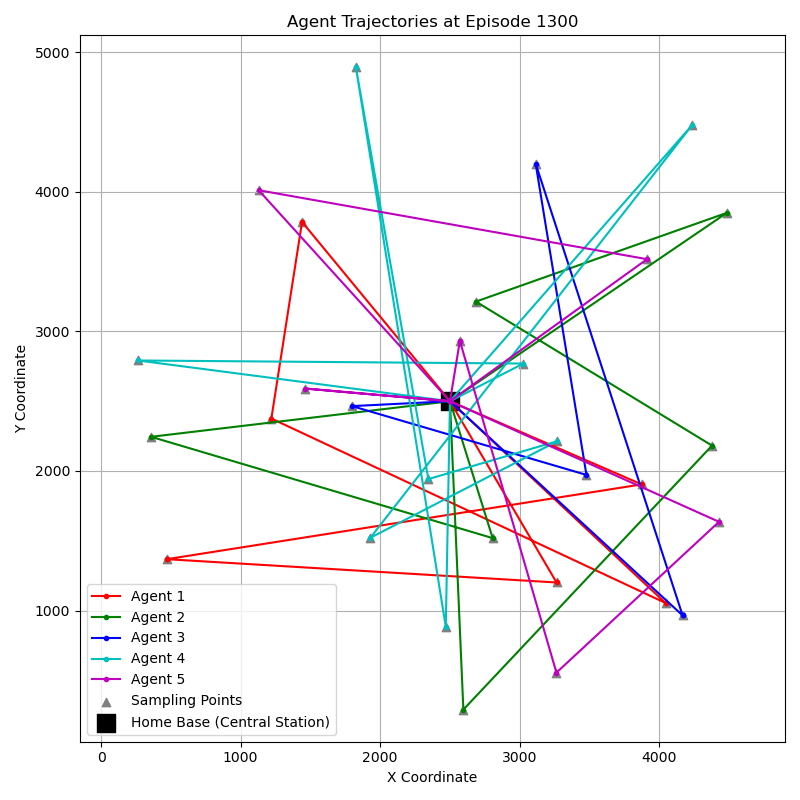 Agent Trajectories at Episode 1300
5000
4000
3000
2000
1000
Y Coordinate
Agent 1
Agent 2
Agent 3
Agent 4
Agent 5
Sampling Points
Home Base (Central Station)
0 1000 2000 3000 4000
X Coordinate